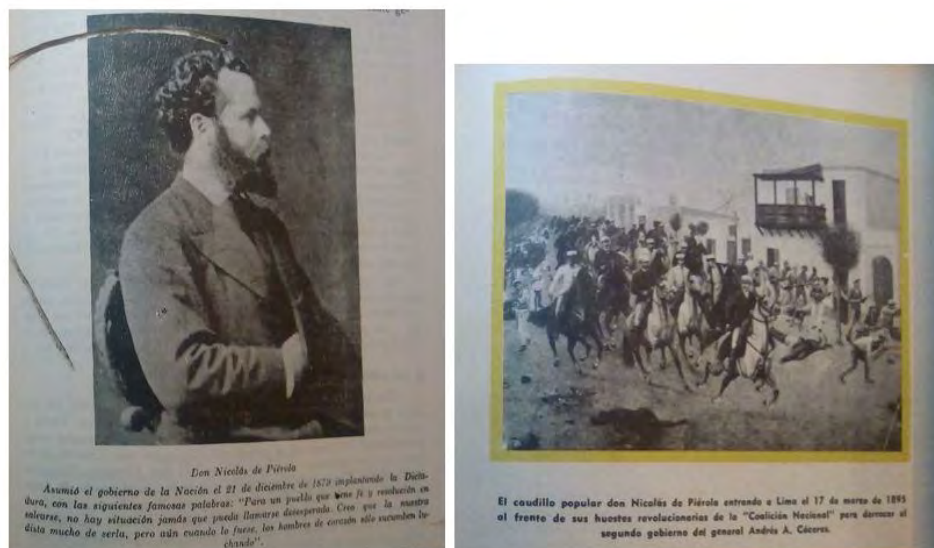 Don Nicolás de Piérola
Asumió el gobierno de la Nación el 21 de diciembre de 1879 implantando la Dicta-
dura, con las siguientes famosas palabras: "Para un pueblo que tiene fé y resolución en
salvarse, no hay situación jamás que pueda llamarse desesperada. Creo que la nuestra
dista mucho de serla, pero aún cuando lo fuese, los hombres de corazón sólo sucumben lu-
chando".
El caudillo popular don Nicolás de Piérola entrando a Lima el 17 de marzo de 1895
al frente de sus huestes revolucionarias de la "Coalición Nacional" para derrocar el
segundo gobierno del general Andrés A. Cáceres.